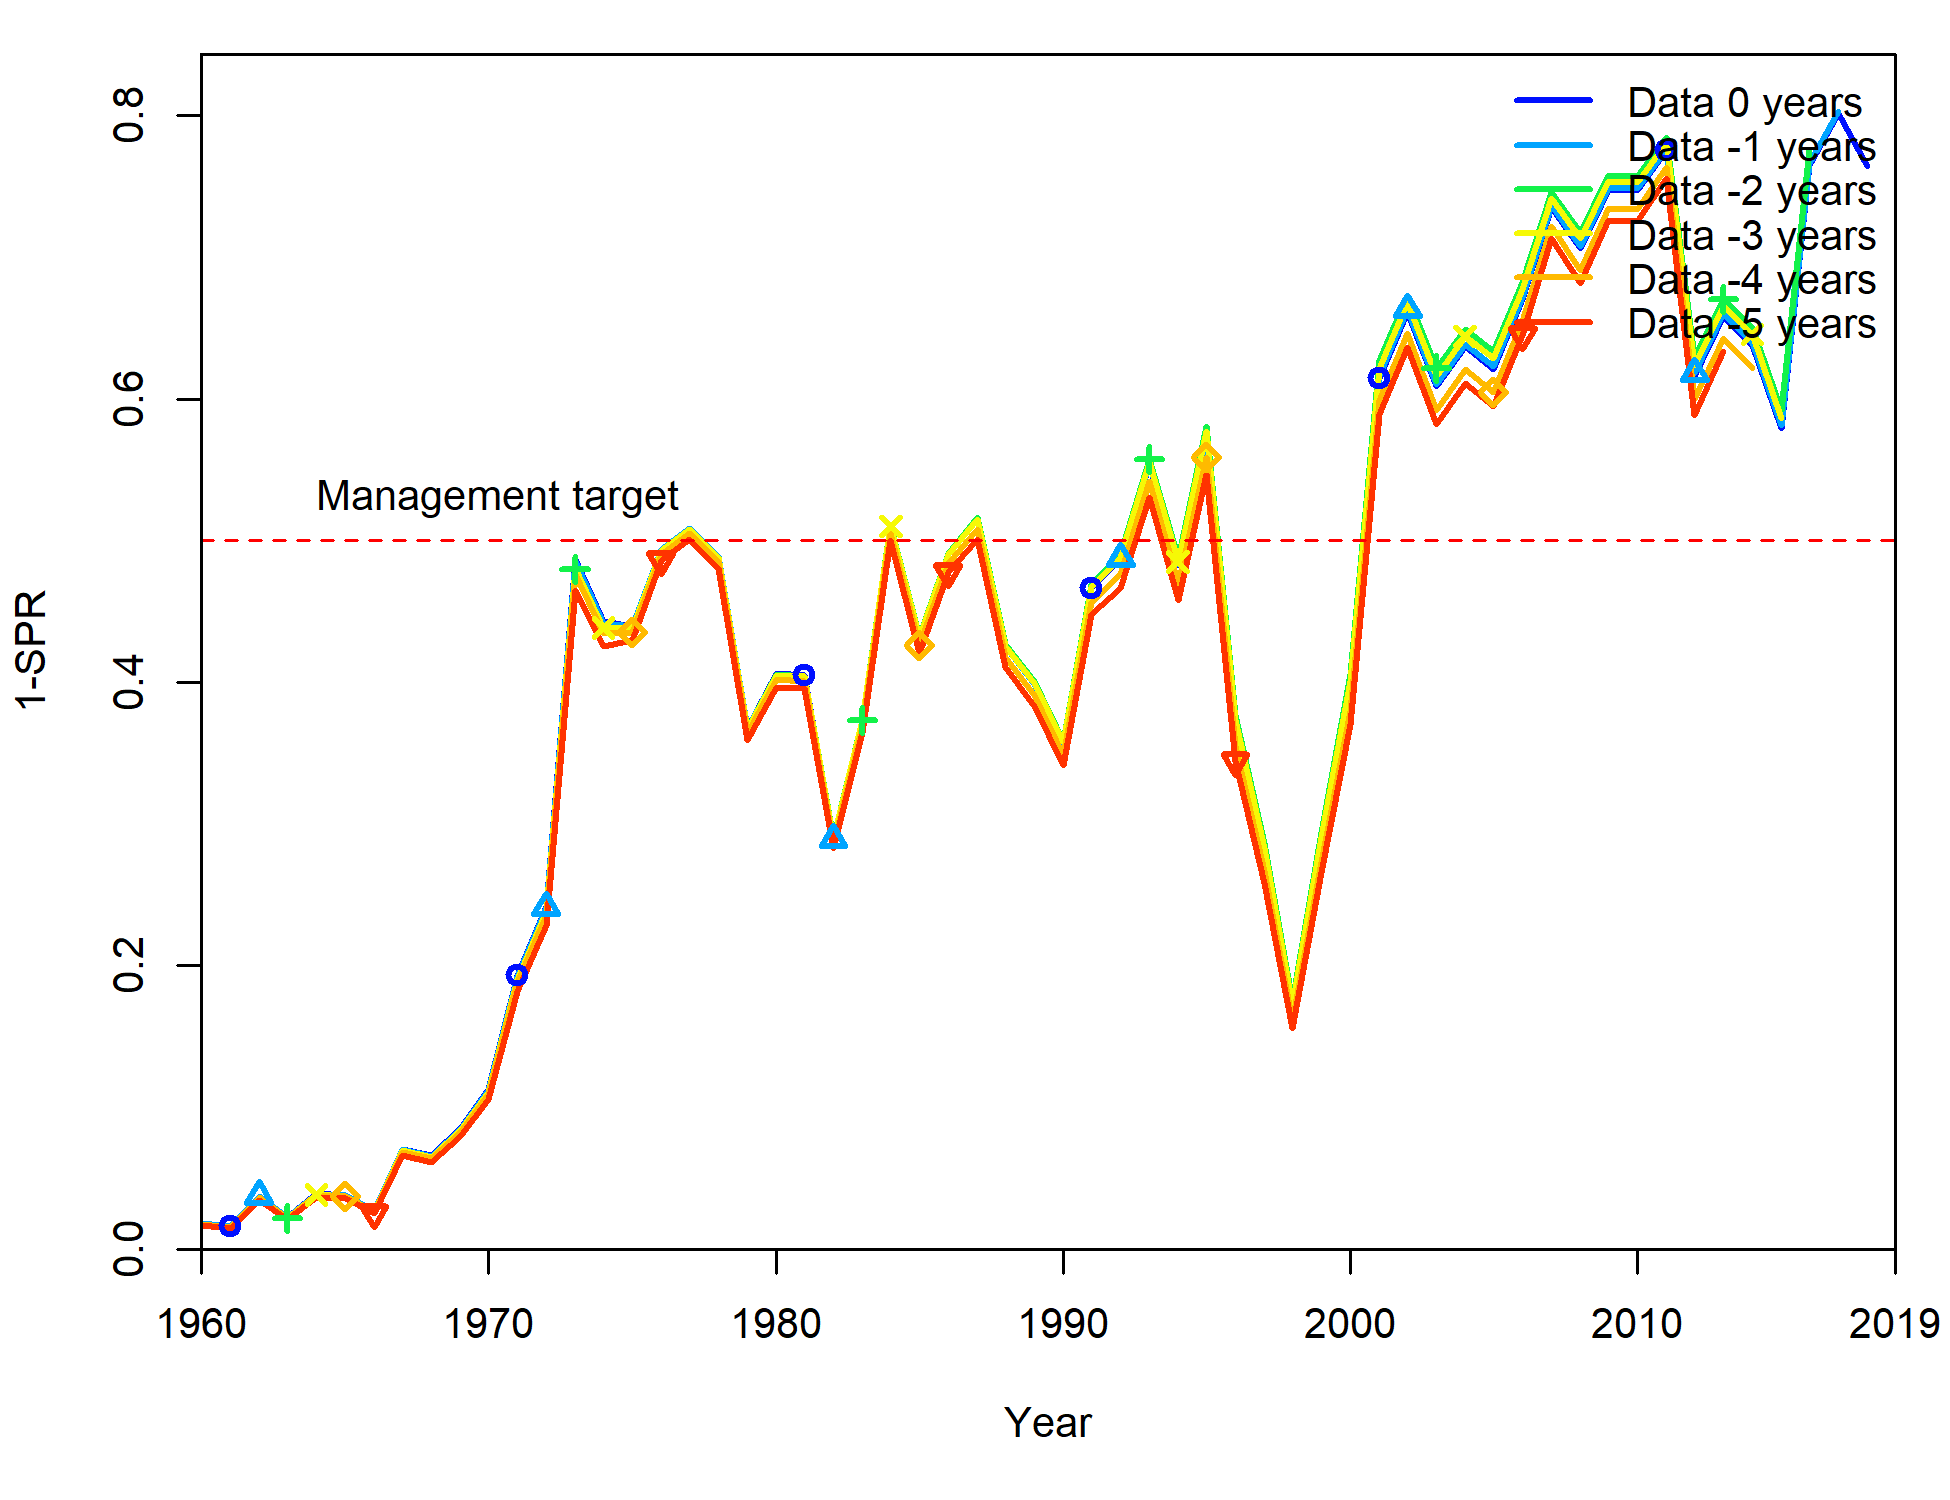 Data 0 years
Data -1 years
Data -2 years
Data -3 years
Data -4 years
Data -5 years
Management target
1-SPR
0.8
0.6
0.4
0.2
0.0
1960 1970 1980 1990 2000 2010 2019
Year